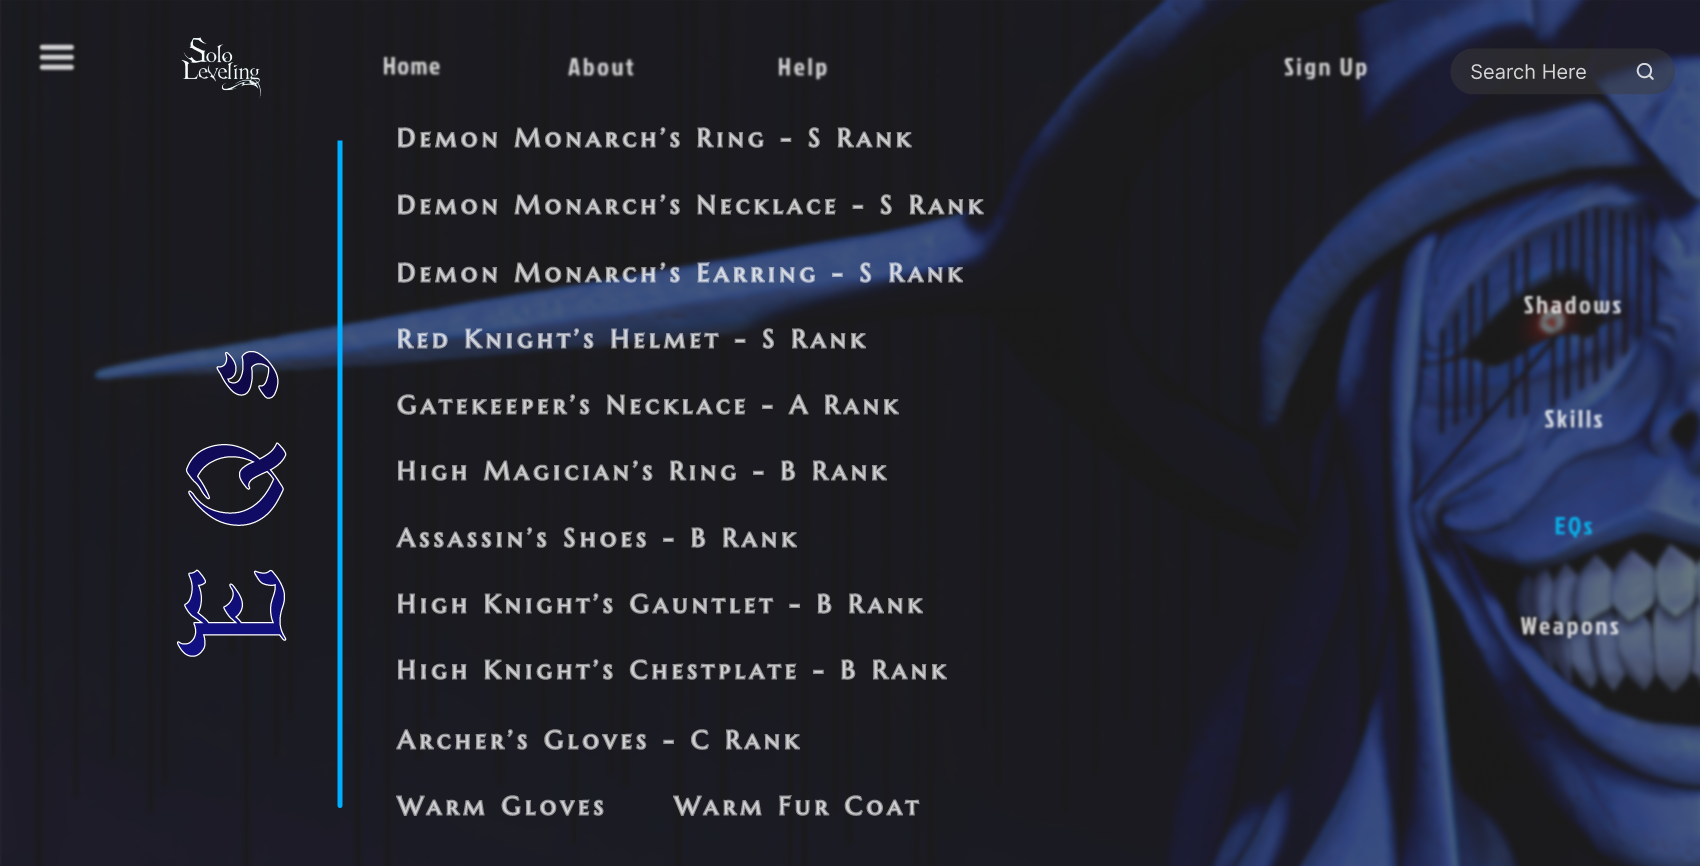 Solo
Leveling
Home
About
Help
Sign Up
Search Here
Demon Monarch's Ring - S Rank
Demon Monarch's Necklace - S Rank
Demon Monarch's Earring - S Rank
Red Knight's Helmet - S Rank
Gatekeeper's Necklace - A Rank
High Magician's Ring - B Rank
Assassin's Shoes - B Rank
High Knight's Gauntlet - B Rank
High Knight's Chestplate - B Rank
Archer's Gloves - C Rank
Warm Gloves Warm Fur Coat
EQs
Shadows
Skills
EQs
Weapons